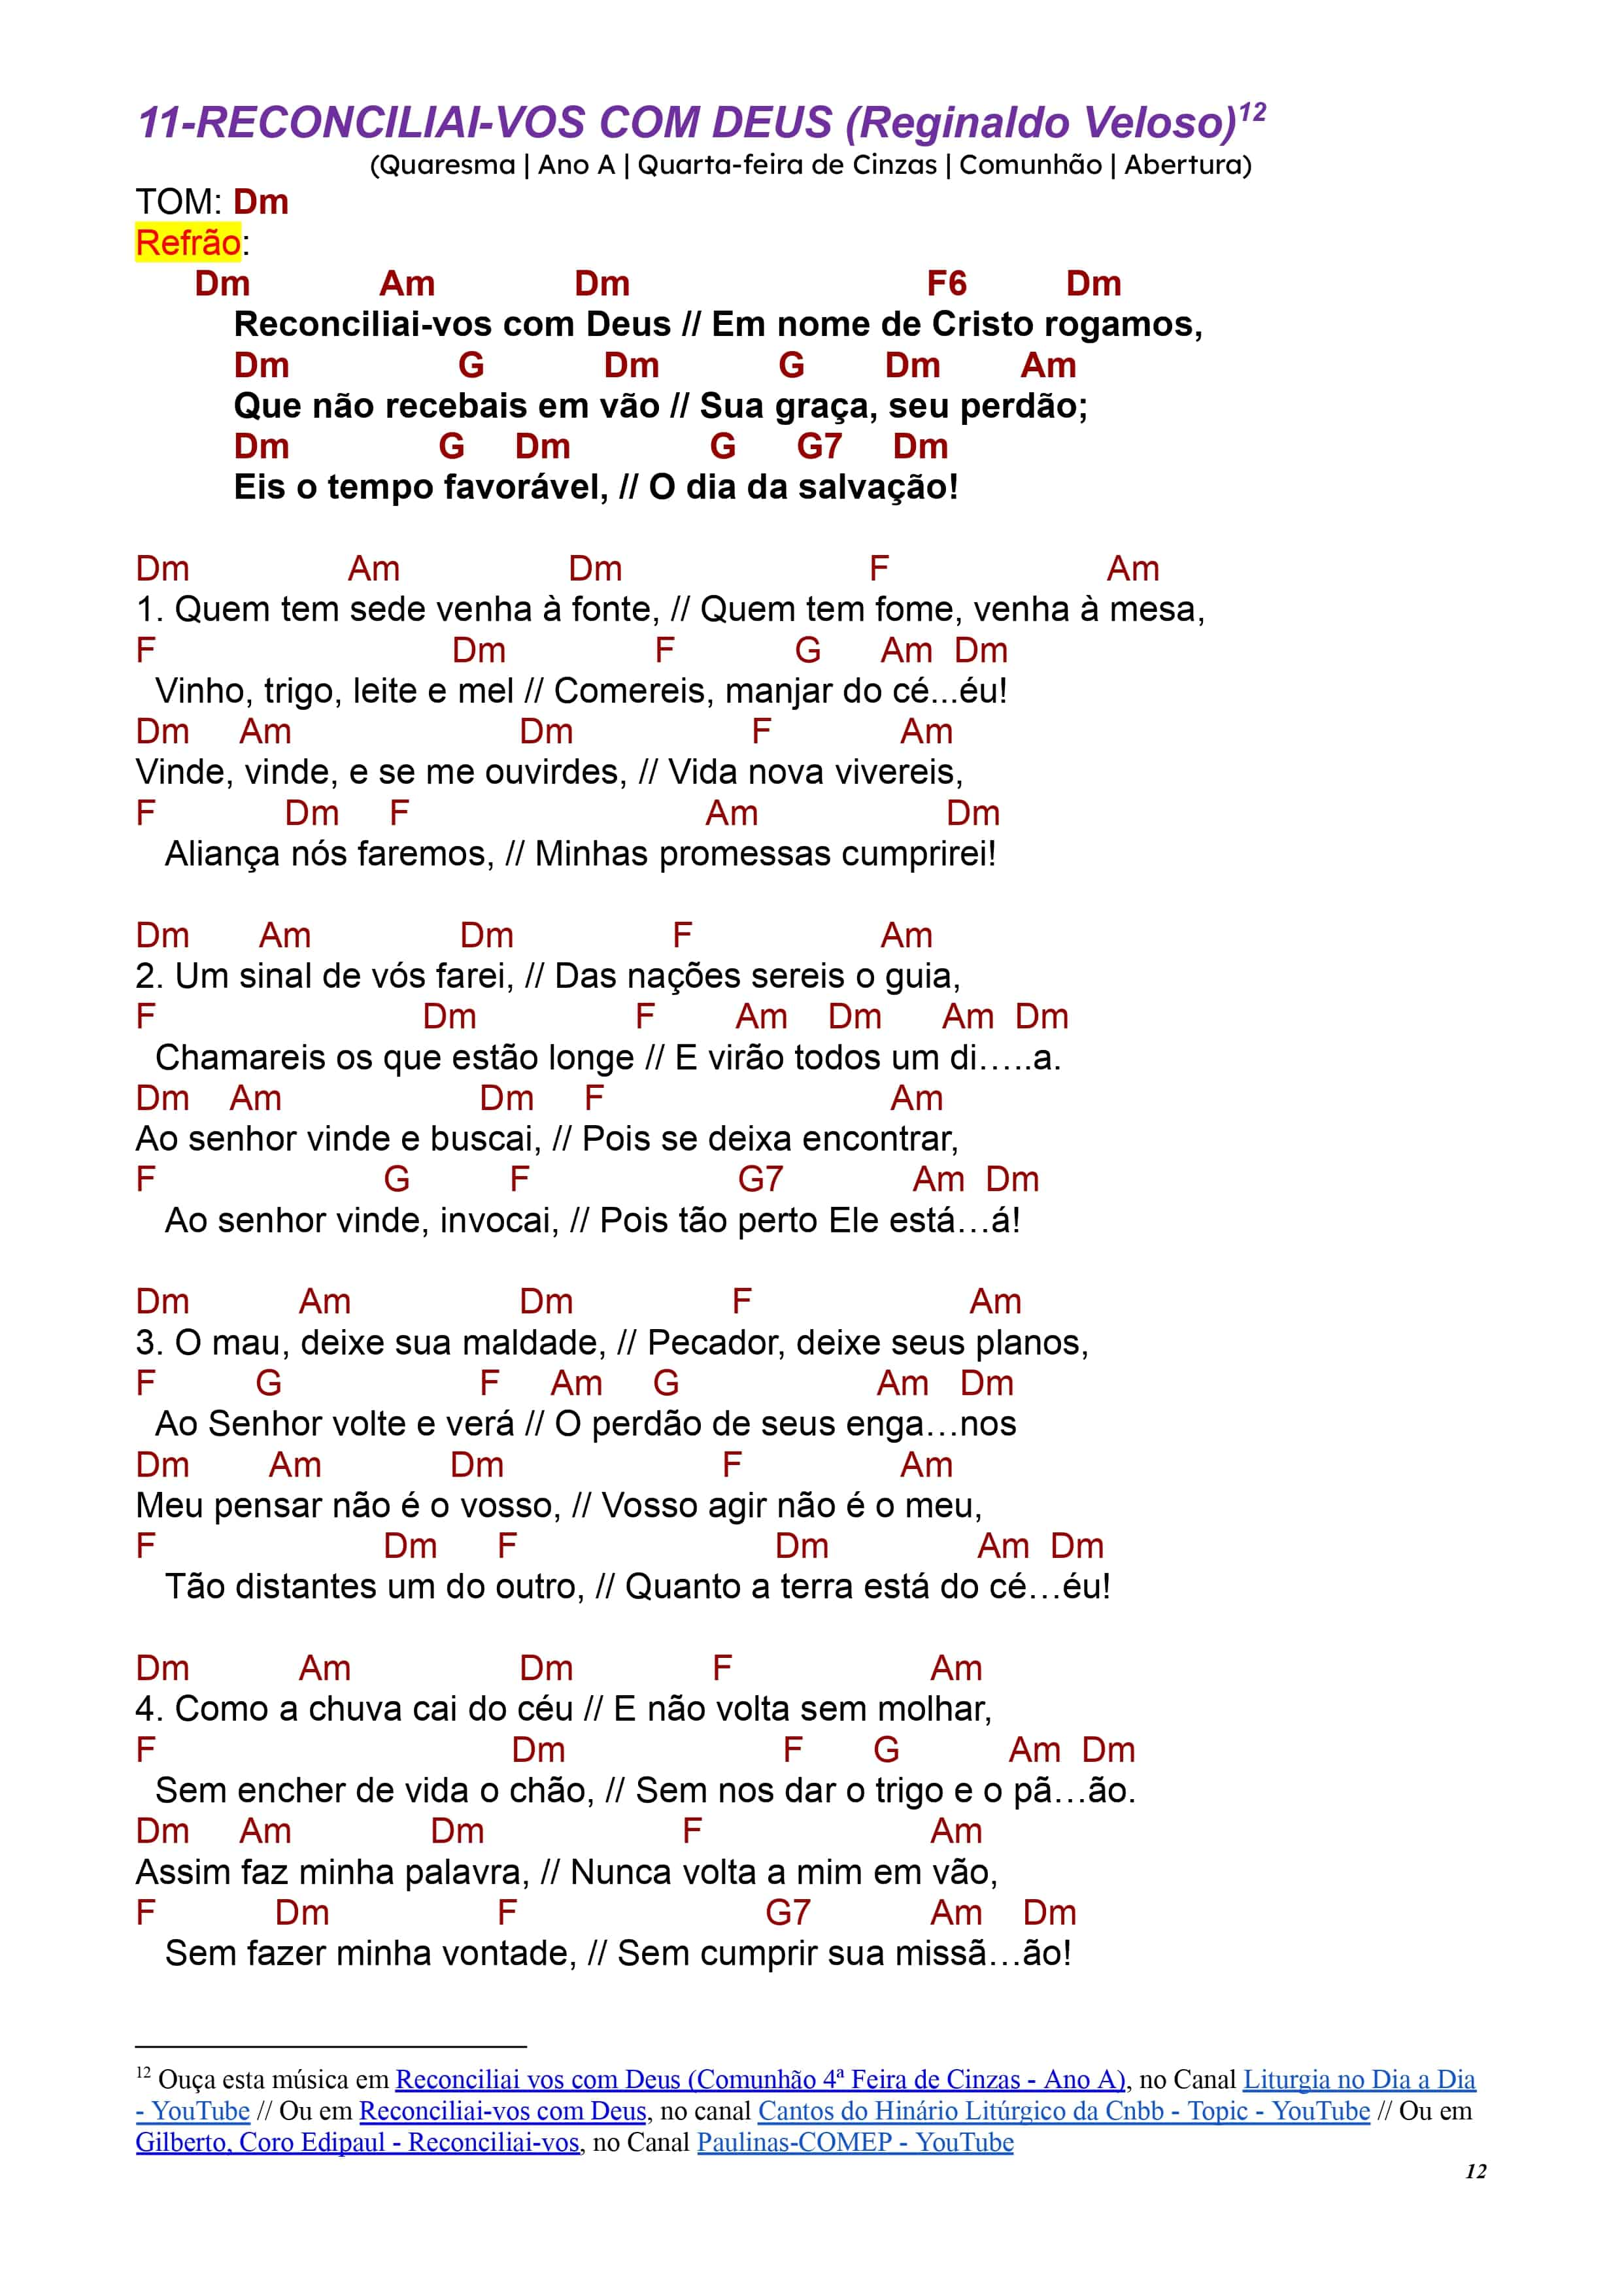 11-RECONCILIAI-VOS COM DEUS (Reginaldo Veloso)12
(Quaresma | Ano A | Quarta-feira de Cinzas | Comunhão | Abertura)
TOM: Dm
Refrão:
Dm Am Dm F6 Dm
Reconciliai-vos com Deus // Em nome de Cristo rogamos,
Dm G Dm G Dm Am
Que não recebais em vão // Sua graça, seu perdão;
Dm G Dm G G7 Dm
Eis o tempo favorável, // O dia da salvação!
Dm Am Dm F Am
1. Quem tem sede venha à fonte, // Quem tem fome, venha à mesa,
F Dm F G Am Dm
Vinho, trigo, leite e mel // Comereis, manjar do cé...éu!
Dm Am Dm F Am
Vinde, vinde, e se me ouvirdes, // Vida nova vivereis,
F Dm F Am Dm
Aliança nós faremos, // Minhas promessas cumprirei!
Dm Am Dm F Am
2. Um sinal de vós farei, // Das nações sereis o guia,
F Dm F Am Dm Am Dm
Chamareis os que estão longe // E virão todos um di…..a.
Dm Am Dm F Am
Ao senhor vinde e buscai, // Pois se deixa encontrar,
F G F G7 Am Dm
Ao senhor vinde, invocai, // Pois tão perto Ele está…á!
Dm Am Dm F Am
3. O mau, deixe sua maldade, // Pecador, deixe seus planos,
F G F Am G Am Dm
Ao Senhor volte e verá // O perdão de seus enga…nos
Dm Am Dm F Am
Meu pensar não é o vosso, // Vosso agir não é o meu,
F Dm F Dm Am Dm
Tão distantes um do outro, // Quanto a terra está do cé…éu!
Dm Am Dm F Am
4. Como a chuva cai do céu // E não volta sem molhar,
F Dm F G Am Dm
Sem encher de vida o chão, // Sem nos dar o trigo e o pã…ão.
Dm Am Dm F Am
Assim faz minha palavra, // Nunca volta a mim em vão,
F Dm F G7 Am Dm
Sem fazer minha vontade, // Sem cumprir sua missã…ão!
12 Ouça esta música em Reconciliai vos com Deus (Comunhão 4ª Feira de Cinzas - Ano A), no Canal Liturgia no Dia a Dia
- YouTube // Ou em Reconciliai-vos com Deus, no canal Cantos do Hinário Litúrgico da Cnbb - Topic - YouTube // Ou em
Gilberto, Coro Edipaul - Reconciliai-vos, no Canal Paulinas-COMEP - YouTube
12